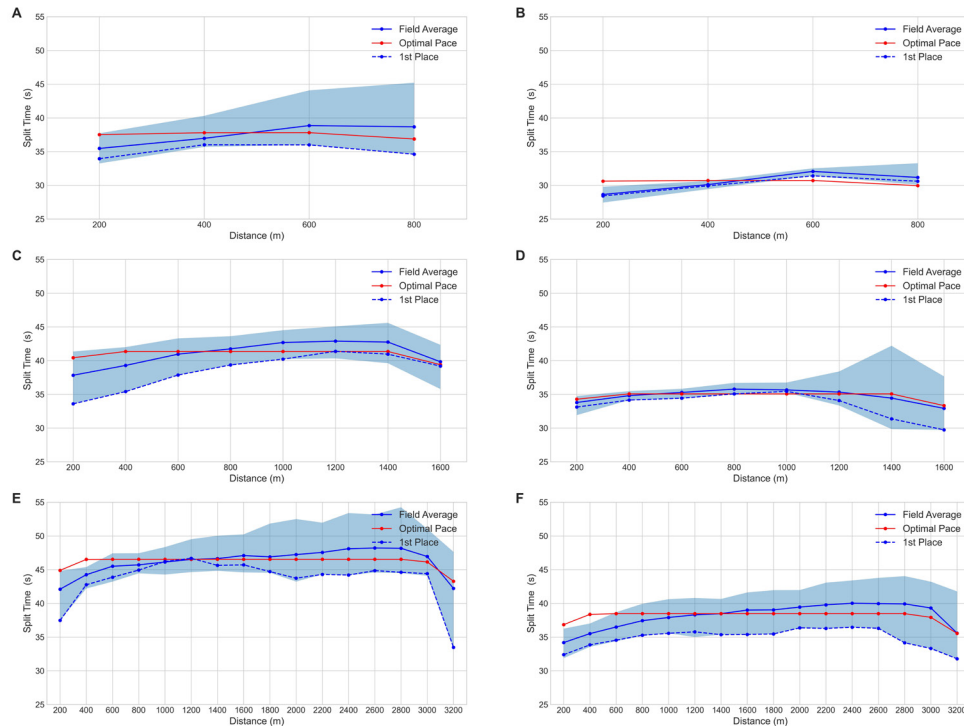 A
Split Time (s)
55
50
45
40
35
30
25
Field Average
Optimal Pace
1st Place
200 400 600 800
Distance (m)
B
Split Time (s)
55
50
45
40
35
30
25
Field Average
Optimal Pace
1st Place
200 400 600 800
Distance (m)
C
Split Time (s)
55
50
45
40
35
30
25
Field Average
Optimal Pace
1st Place
200 400 600 800 1000 1200 1400 1600
Distance (m)
D
Split Time (s)
55
50
45
40
35
30
25
Field Average
Optimal Pace
1st Place
200 400 600 800 1000 1200 1400 1600
Distance (m)
E
Split Time (s)
55
50
45
40
35
30
25
Field Average
Optimal Pace
1st Place
200 400 600 800 1000 1200 1400 1600 1800 2000 2200 2400 2600 2800 3000 3200
Distance (m)
F
Split Time (s)
55
50
45
40
35
30
25
Field Average
Optimal Pace
1st Place
200 400 600 800 1000 1200 1400 1600 1800 2000 2200 2400 2600 2800 3000 3200
Distance (m)